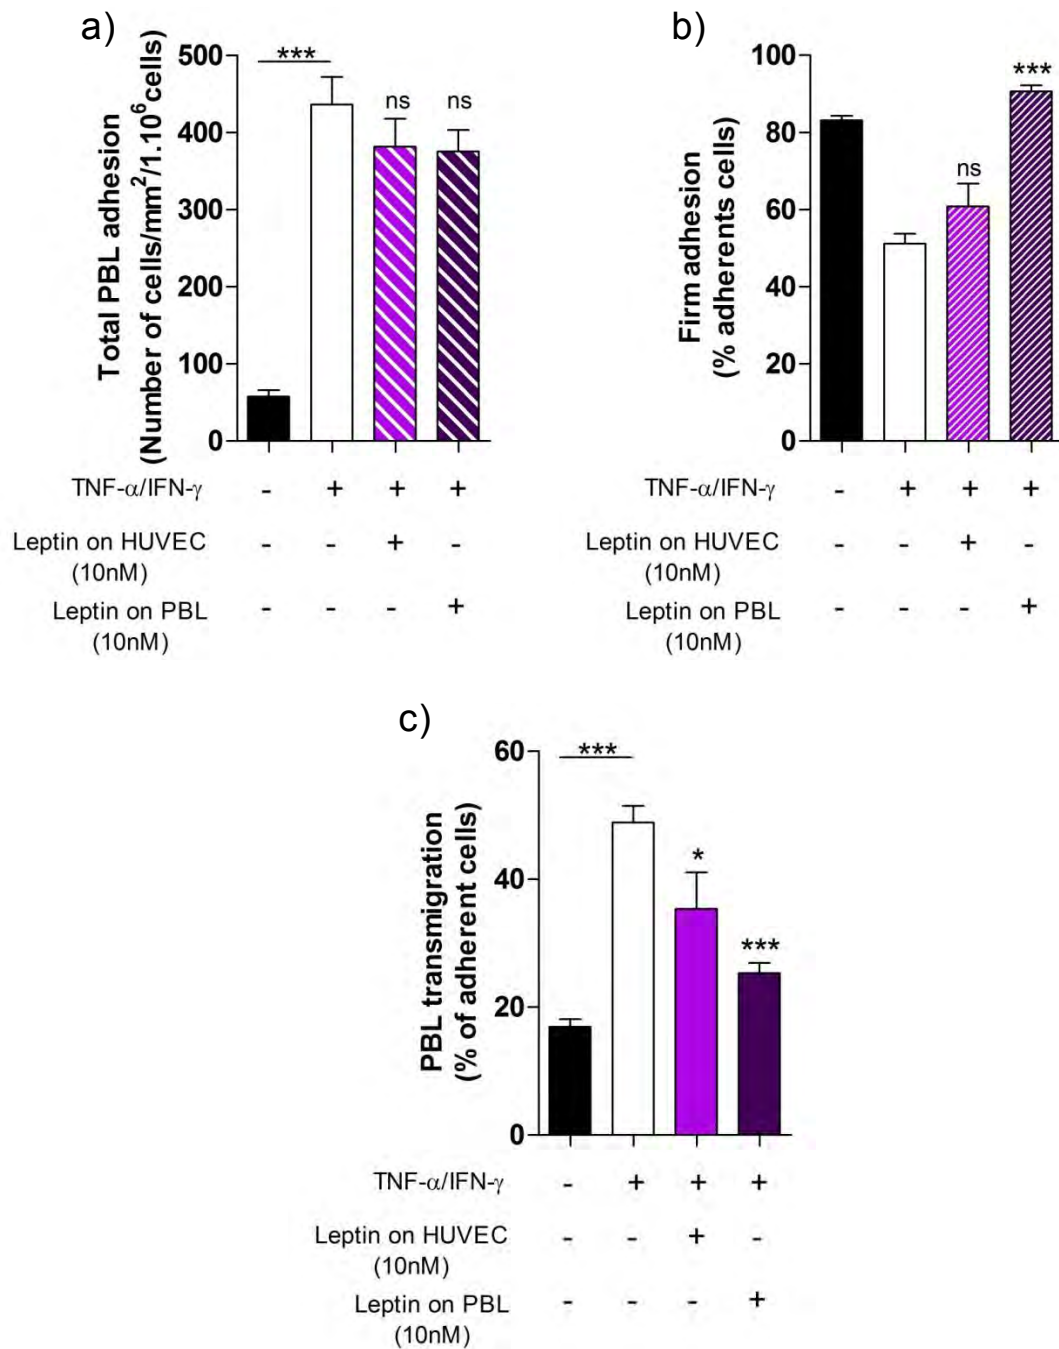 a)
Total PBL adhesion
(Number of cells/mm²/1.10⁶ cells)
500
400
300
200
100
0
***
ns
ns
TNF-α/IFN-γ - + + +
Leptin on HUVEC - - + -
(10nM)
Leptin on PBL - - - +
(10nM)
b)
Firm adhesion
(% adherents cells)
100
80
60
40
20
0
ns
***
TNF-α/IFN-γ - + + +
Leptin on HUVEC - - + -
(10nM)
Leptin on PBL - - - +
(10nM)
c)
PBL transmigration
(% of adherent cells)
60
40
20
0
***
*
***
TNF-α/IFN-γ - + + +
Leptin on HUVEC - - + -
(10nM)
Leptin on PBL - - - +
(10nM)